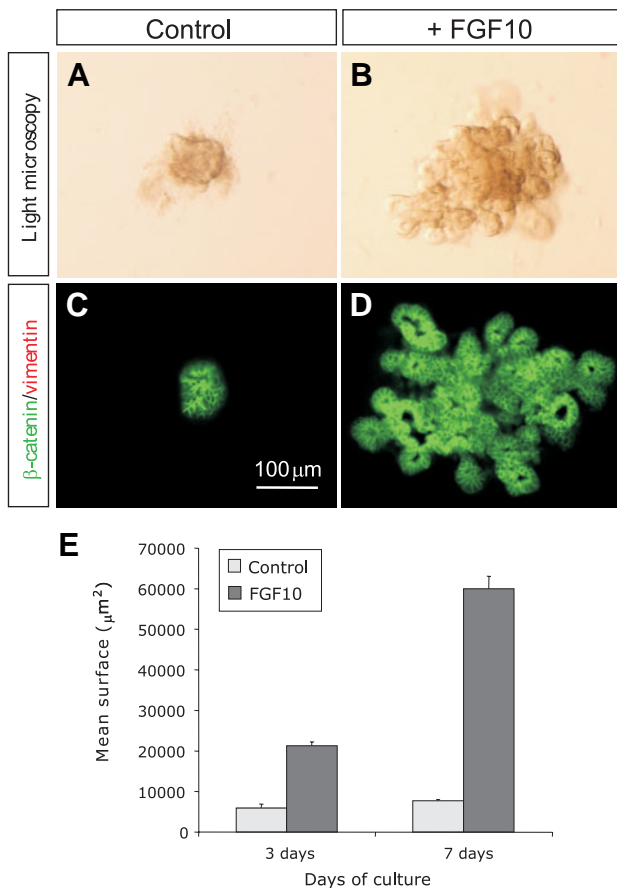 Control
+ FGF10
Light microscopy
A
B
β-catenin/vimentin
C
D
100 μm
E
Mean surface (μm²)
70000
60000
50000
40000
30000
20000
10000
0
Control
FGF10
3 days
7 days
Days of culture